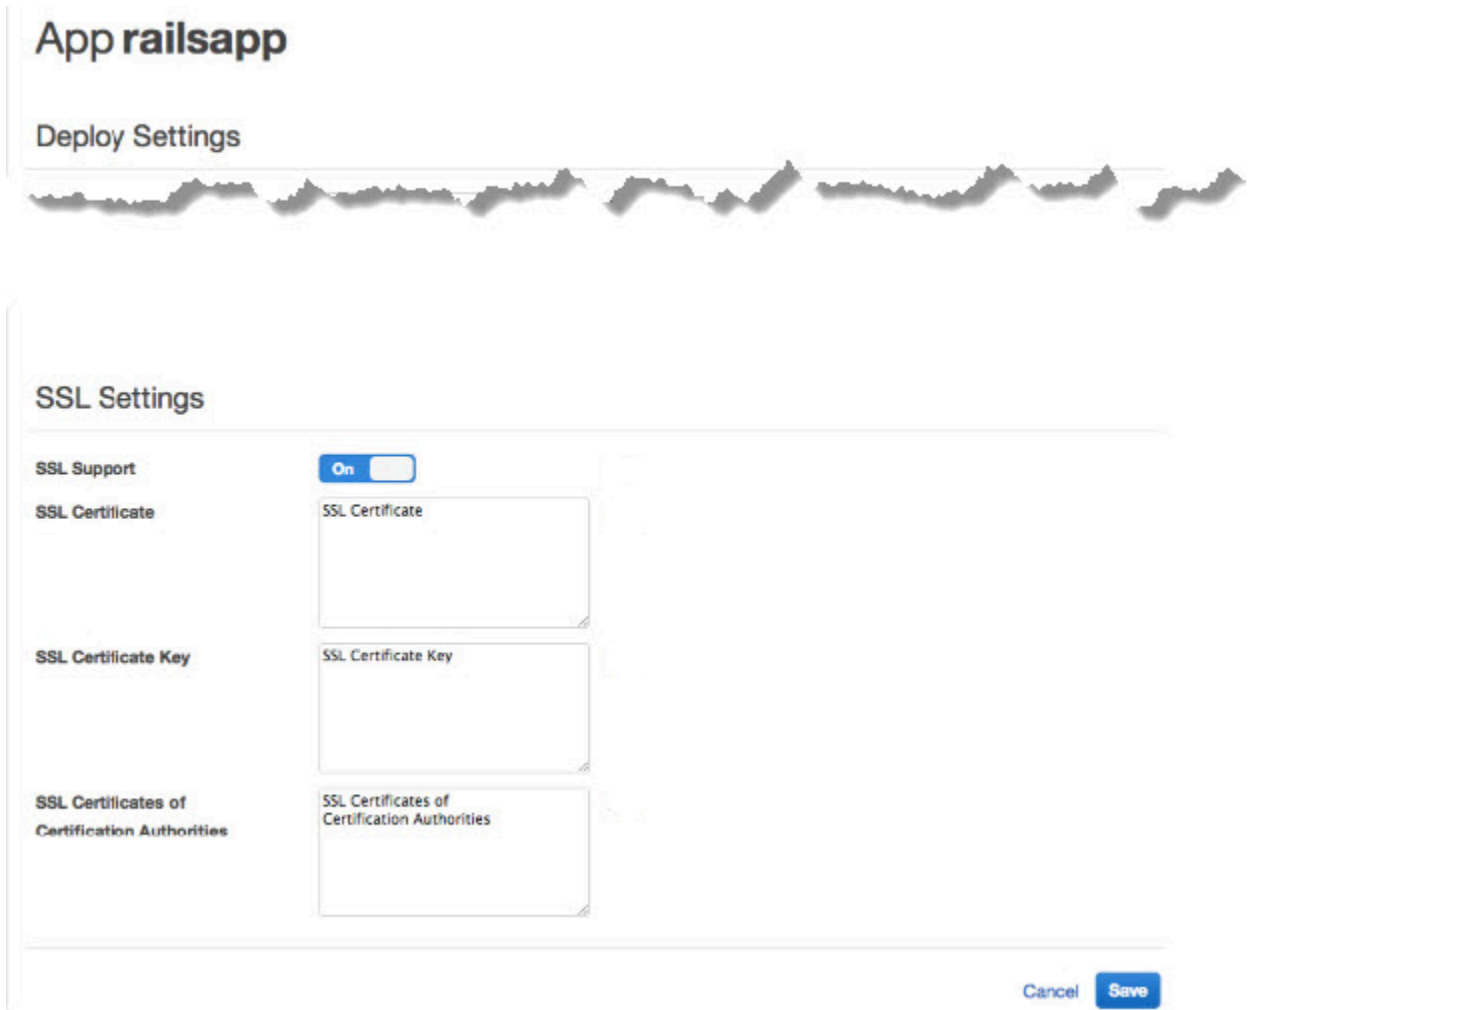 App railsapp
Deploy Settings
SSL Settings
SSL Support
On
SSL Certificate
SSL Certificate
SSL Certificate Key
SSL Certificate Key
SSL Certificates of
Certification Authorities
SSL Certificates of
Certification Authorities
Cancel
Save